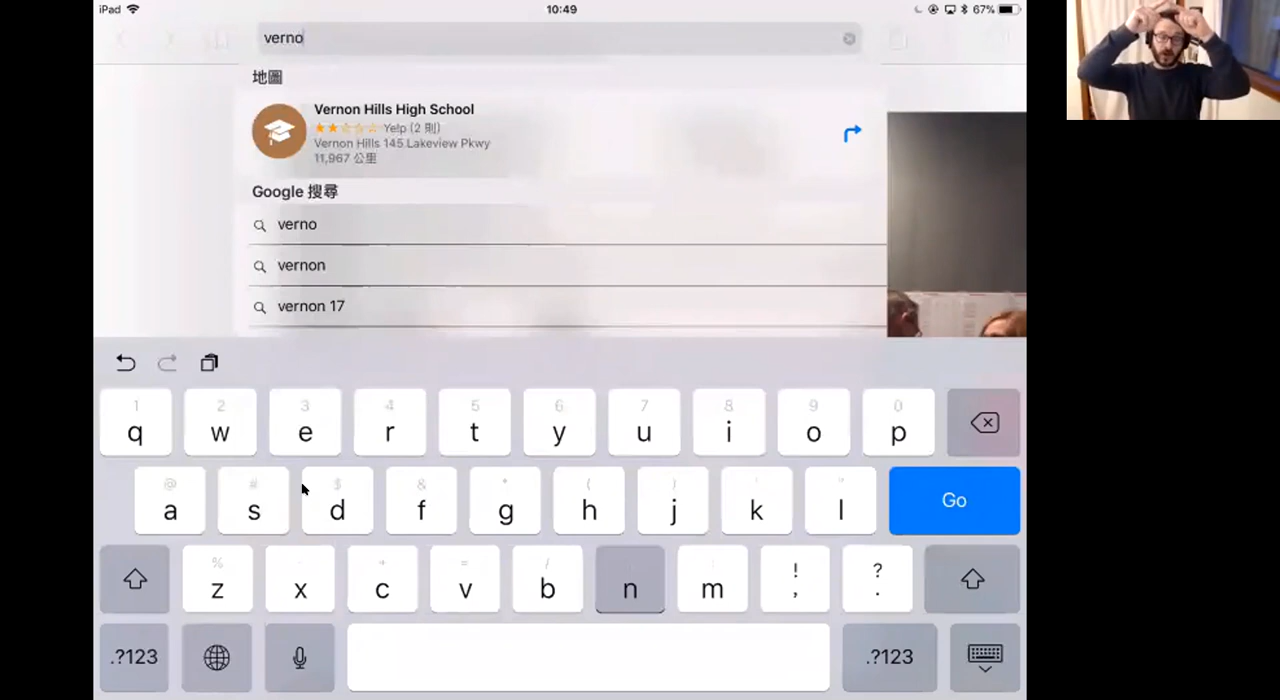 iPad 10:49 67%
verno
地圖
Vernon Hills High School
Yelp (2 則)
Vernon Hills 145 Lakeview Pkwy
11,967 公里
Google 搜尋
verno
vernon
vernon 17
1 2 3 4 5 6 7 8 9 0
q w e r t y u i o p
@ # $ & * ( ) ' "
a s d f g h j k l Go
% - + = / ; : ! ?
z x c v b n m , .
.?123 .?123